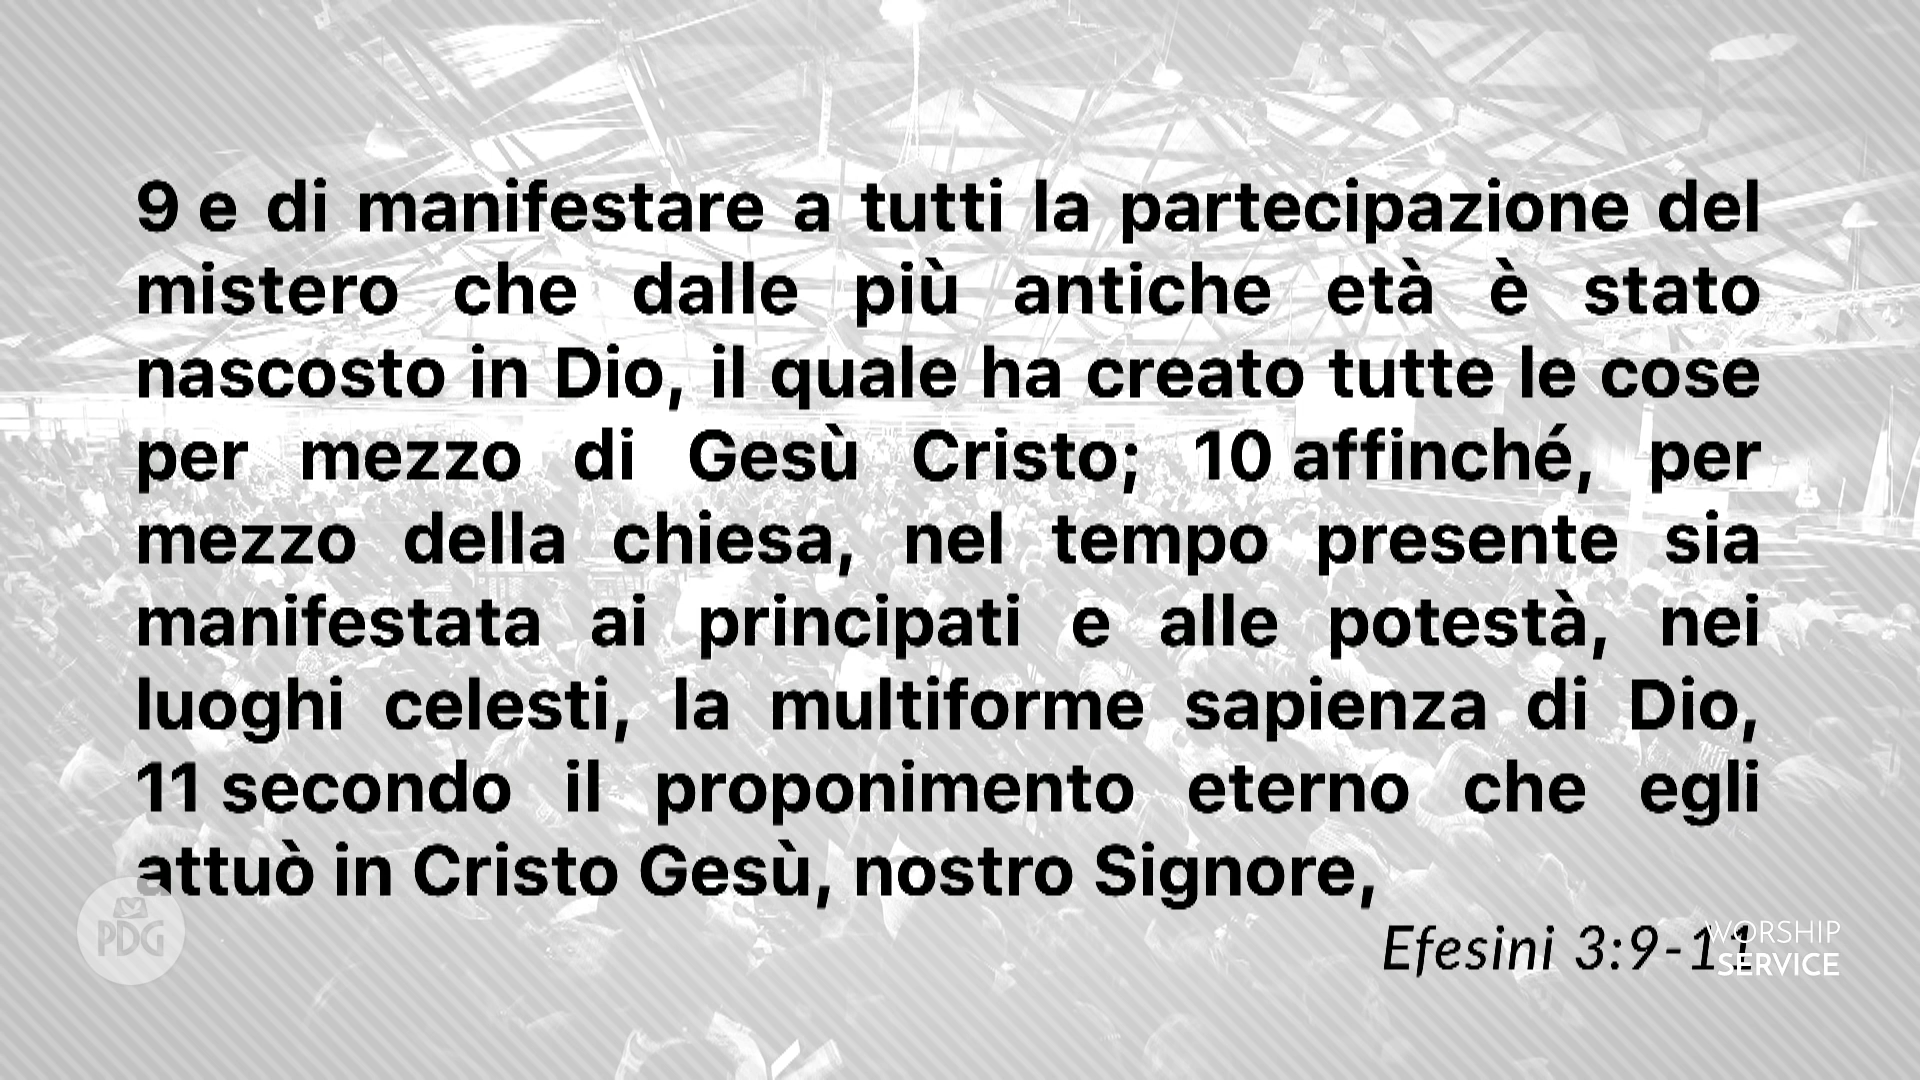 9 e di manifestare a tutti la partecipazione del
mistero che dalle più antiche età è stato
nascosto in Dio, il quale ha creato tutte le cose
per mezzo di Gesù Cristo; 10 affinché, per
mezzo della chiesa, nel tempo presente sia
manifestata ai principati e alle potestà, nei
luoghi celesti, la multiforme sapienza di Dio,
11 secondo il proponimento eterno che egli
attuò in Cristo Gesù, nostro Signore,
Efesini 3:9-11
PDG
WORSHIP
SERVICE